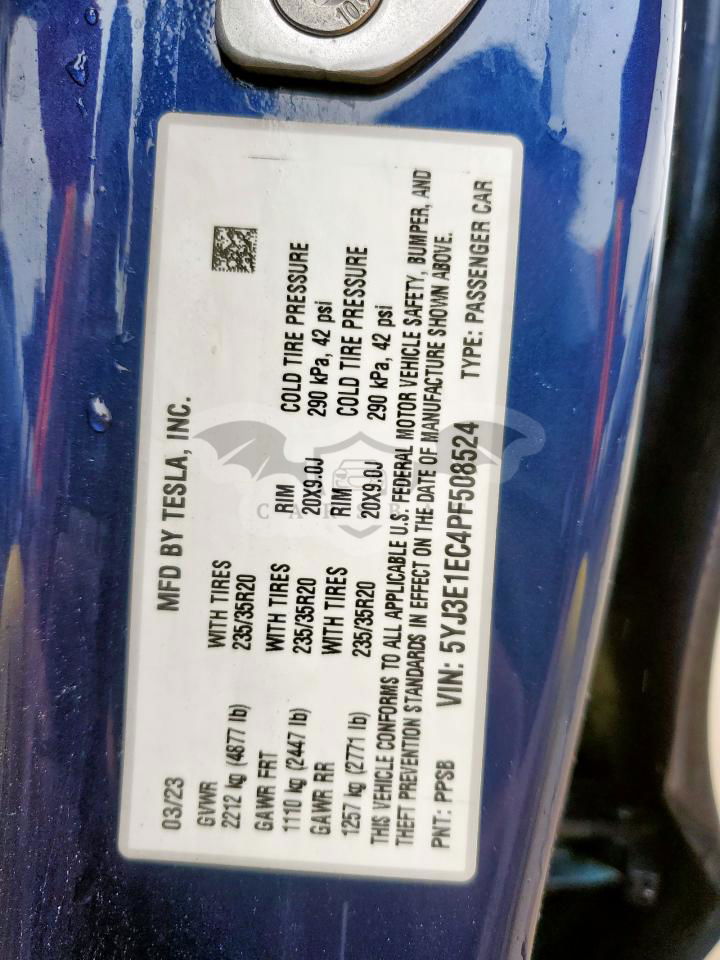 MFD BY TESLA, INC.
03/23
GVWR WITH TIRES
2212 kg (4877 lb) 235/35R20
GAWR FRT WITH TIRES RIM COLD TIRE PRESSURE
1110 kg (2447 lb) 235/35R20 20X9.0J 290 kPa, 42 psi
GAWR RR WITH TIRES RIM COLD TIRE PRESSURE
1257 kg (2771 lb) 235/35R20 20X9.0J 290 kPa, 42 psi
THIS VEHICLE CONFORMS TO ALL APPLICABLE U.S. FEDERAL MOTOR VEHICLE SAFETY, BUMPER, AND
THEFT PREVENTION STANDARDS IN EFFECT ON THE DATE OF MANUFACTURE SHOWN ABOVE.
PNT: PPSB VIN: 5YJ3E1EC4PF508524 TYPE: PASSENGER CAR